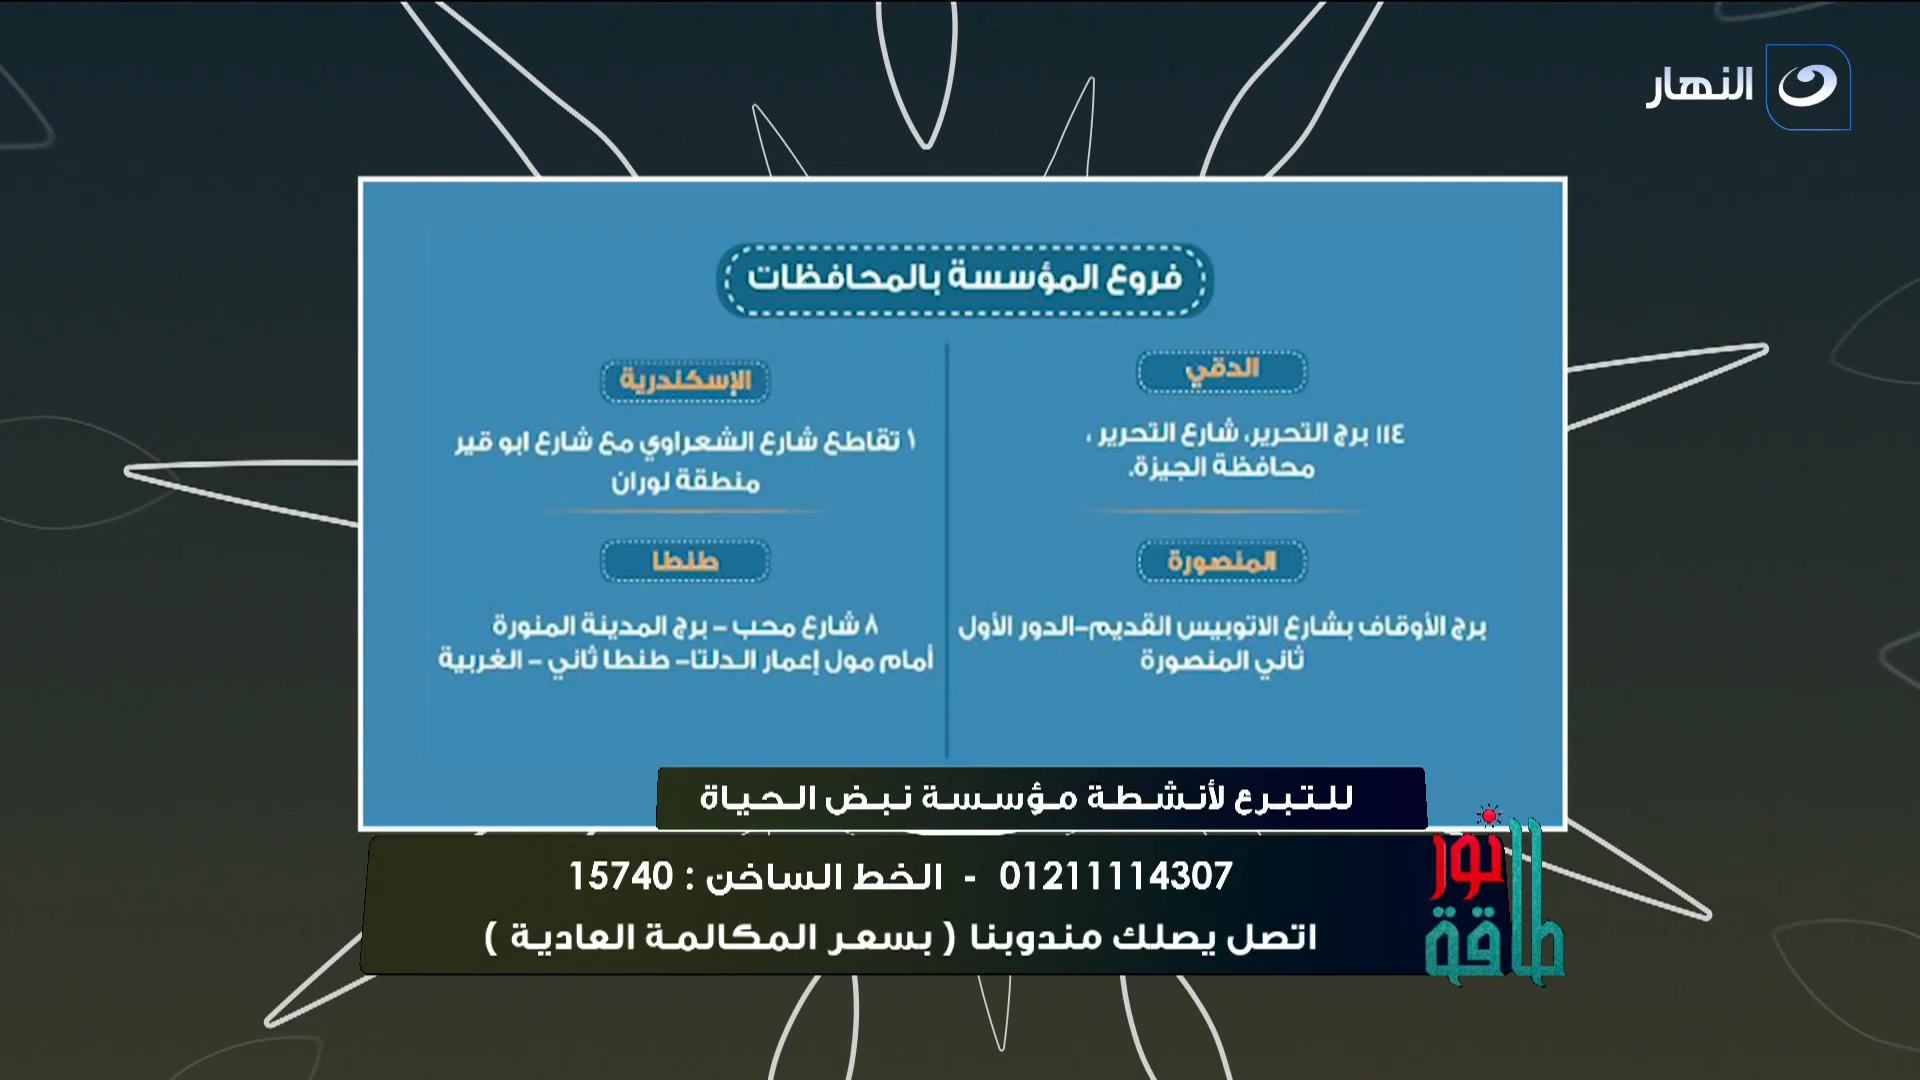 النهار
فروع المؤسسة بالمحافظات
الدقي
١١٤ برج التحرير، شارع التحرير ،
محافظة الجيزة.
الإسكندرية
١ تقاطع شارع الشعراوي مع شارع ابو قير
منطقة لوران
المنصورة
برج الأوقاف بشارع الاتوبيس القديم-الدور الأول
ثاني المنصورة
طنطا
٨ شارع محب - برج المدينة المنورة
أمام مول إعمار الدلتا- طنطا ثاني - الغربية
للتبرع لأنشطة مؤسسة نبض الحياة
01211114307 - الخط الساخن : 15740
اتصل يصلك مندوبنا ( بسعر المكالمة العادية )
طاقة نور